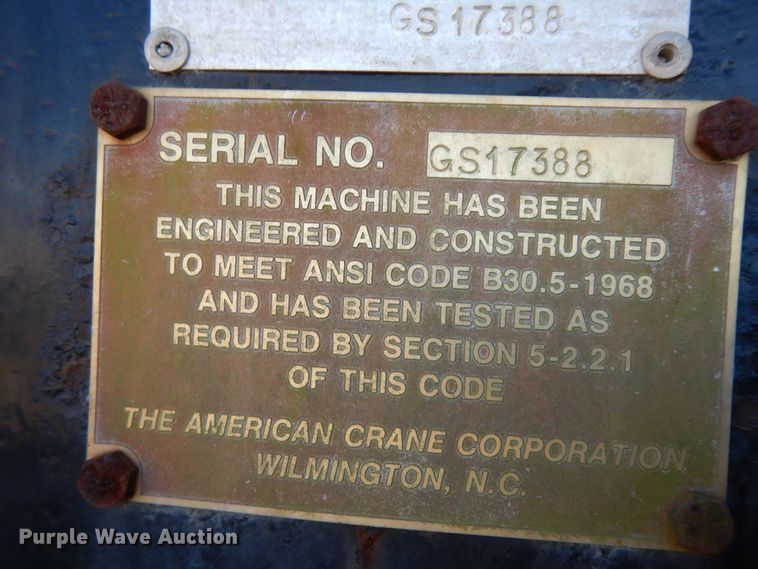 GS17388
SERIAL NO. GS17388
THIS MACHINE HAS BEEN
ENGINEERED AND CONSTRUCTED
TO MEET ANSI CODE B30.5-1968
AND HAS BEEN TESTED AS
REQUIRED BY SECTION 5-2.2.1
OF THIS CODE
THE AMERICAN CRANE CORPORATION
WILMINGTON, N.C.
Purple Wave Auction